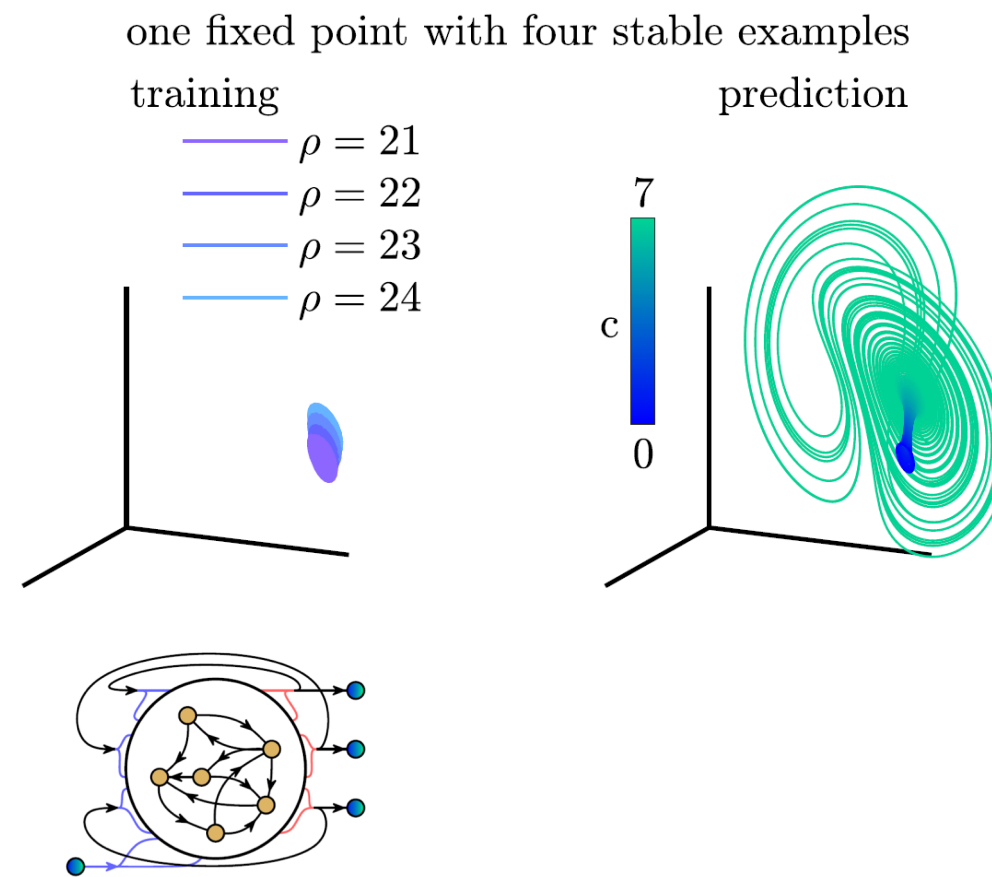 one fixed point with four stable examples
training
ρ = 21
ρ = 22
ρ = 23
ρ = 24
prediction
7
c
0